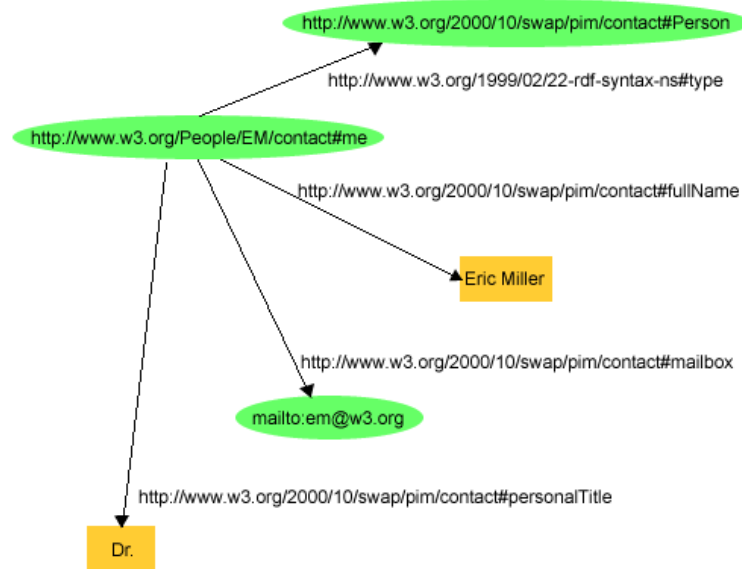 http://www.w3.org/2000/10/swap/pim/contact#Person
http://www.w3.org/1999/02/22-rdf-syntax-ns#type
http://www.w3.org/People/EM/contact#me
http://www.w3.org/2000/10/swap/pim/contact#fullName
Eric Miller
http://www.w3.org/2000/10/swap/pim/contact#mailbox
mailto:em@w3.org
http://www.w3.org/2000/10/swap/pim/contact#personalTitle
Dr.